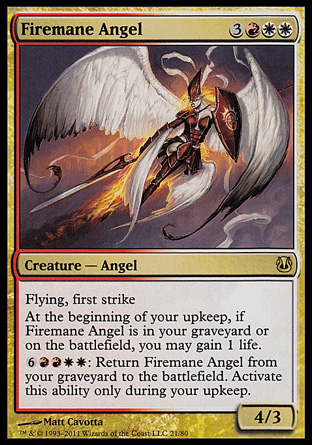 Firemane Angel 3
Creature — Angel
Flying, first strike
At the beginning of your upkeep, if
Firemane Angel is in your graveyard or
on the battlefield, you may gain 1 life.
6: Return Firemane Angel from
your graveyard to the battlefield. Activate
this ability only during your upkeep.
Matt Cavotta
™ & © 1993–2011 Wizards of the Coast LLC 21/80
4/3